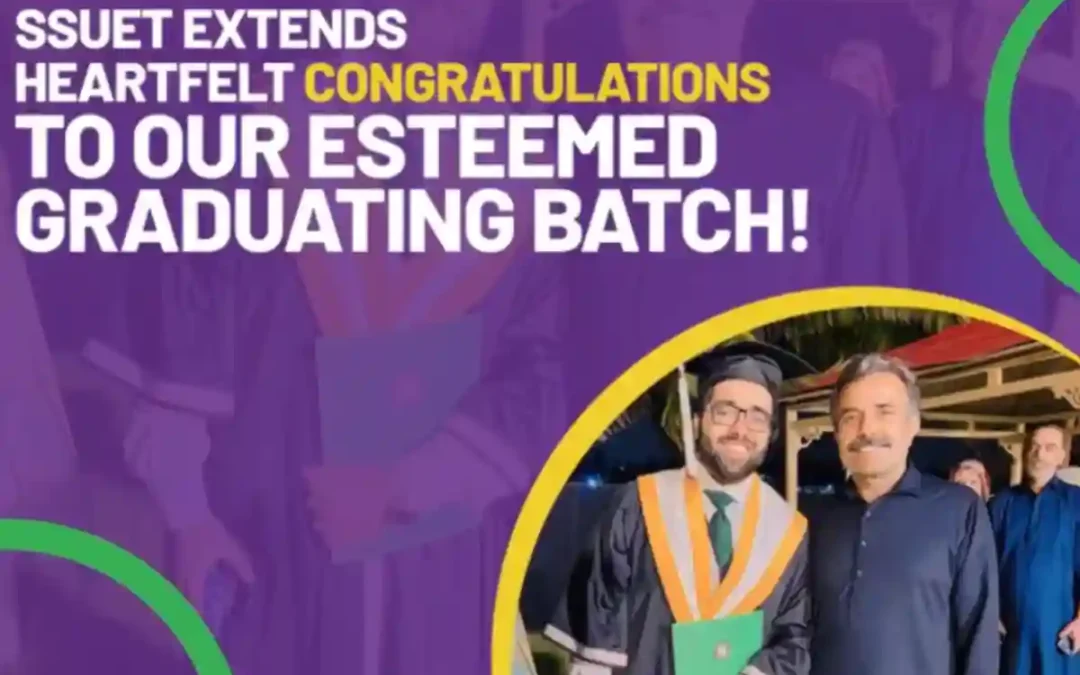 SSUET EXTENDS
HEARTFELT CONGRATULATIONS
TO OUR ESTEEMED
GRADUATING BATCH!